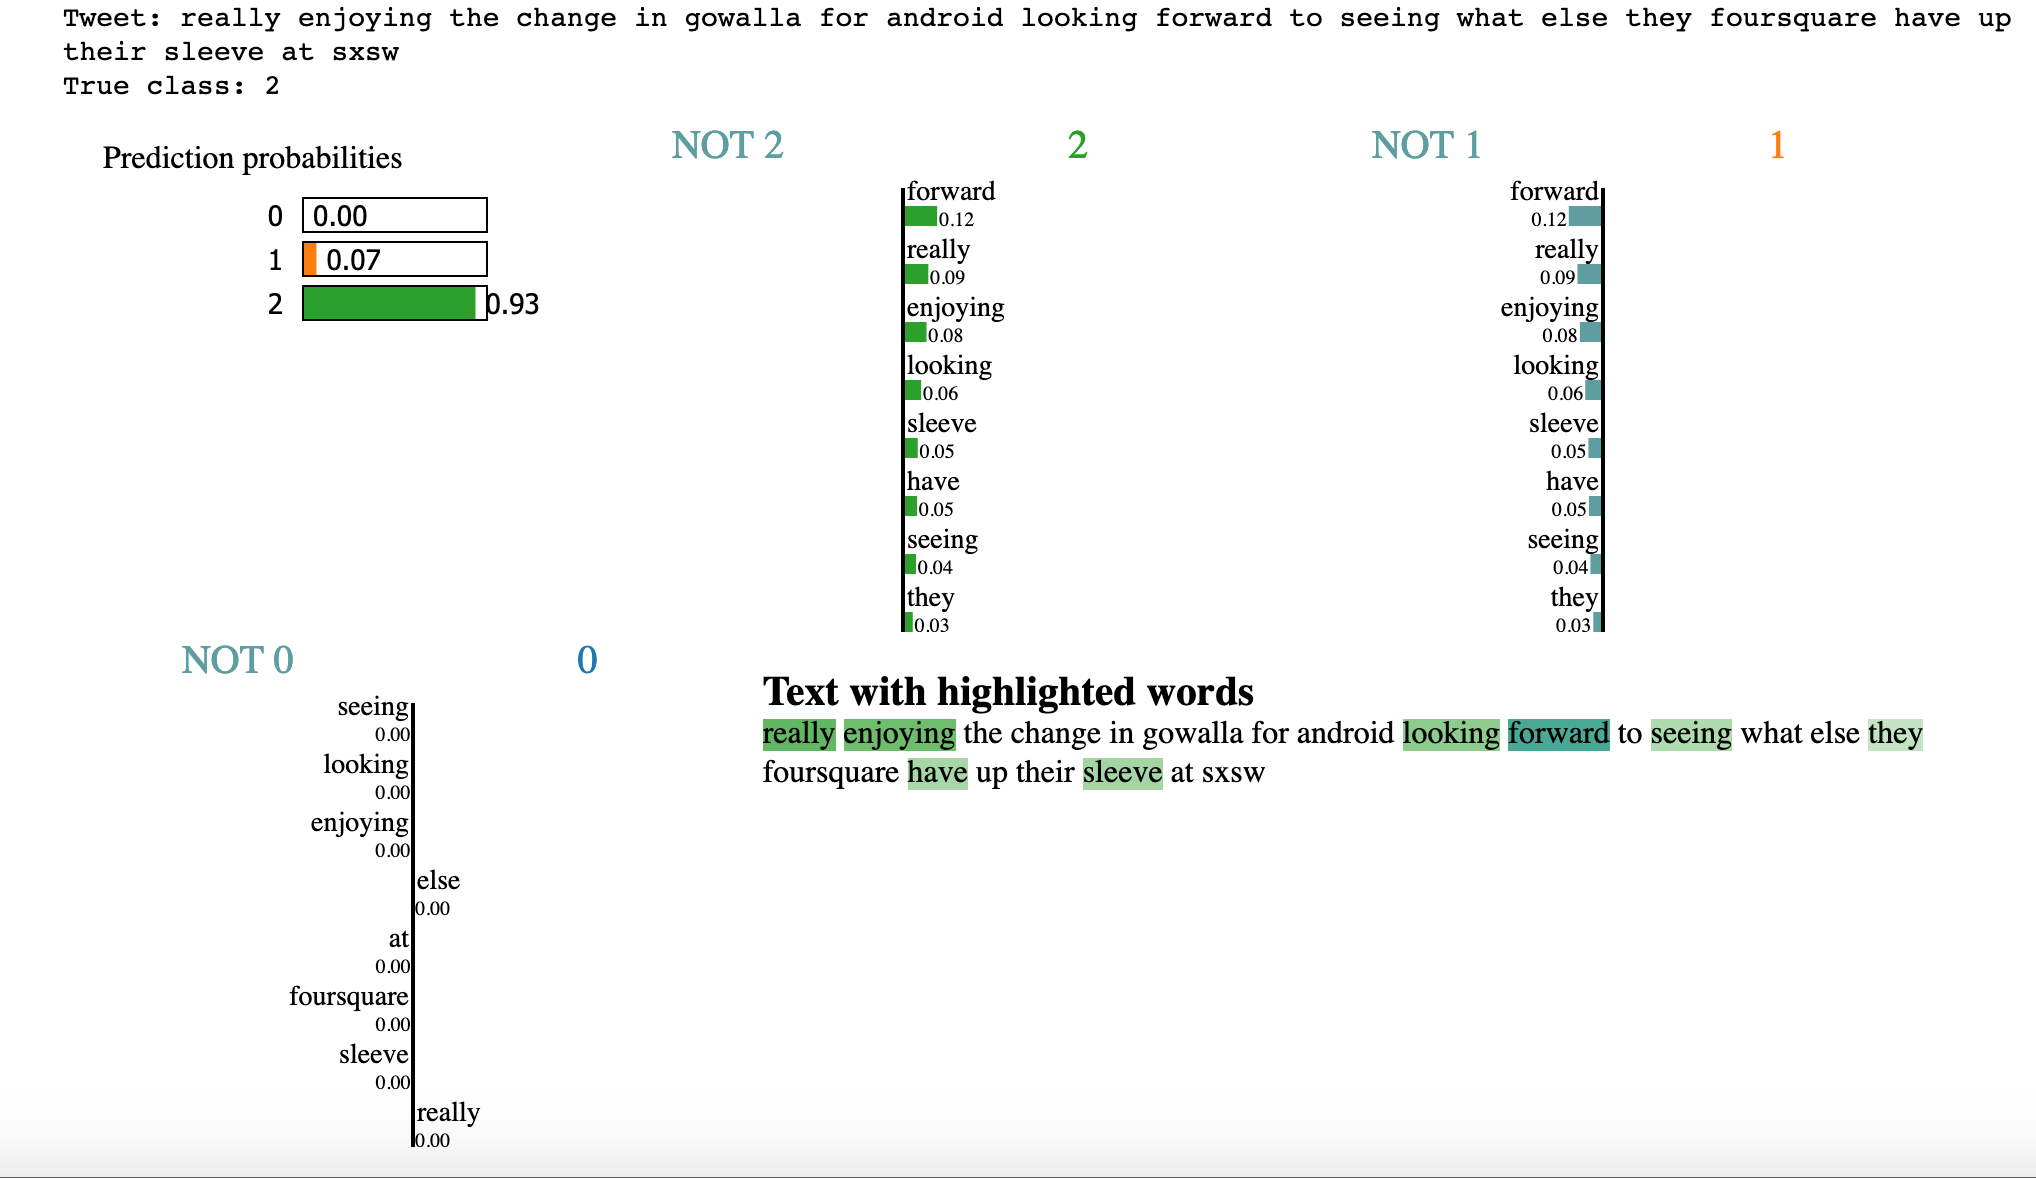 Tweet: really enjoying the change in gowalla for android looking forward to seeing what else they foursquare have up
their sleeve at sxsw
True class: 2
Prediction probabilities
0 0.00
1 0.07
2 0.93
NOT 2 2
forward
0.12
really
0.09
enjoying
0.08
looking
0.06
sleeve
0.05
have
0.05
seeing
0.04
they
0.03
NOT 1 1
forward
0.12
really
0.09
enjoying
0.08
looking
0.06
sleeve
0.05
have
0.05
seeing
0.04
they
0.03
NOT 0 0
seeing
0.00
looking
0.00
enjoying
0.00
else
0.00
at
0.00
foursquare
0.00
sleeve
0.00
really
0.00
Text with highlighted words
really enjoying the change in gowalla for android looking forward to seeing what else they
foursquare have up their sleeve at sxsw